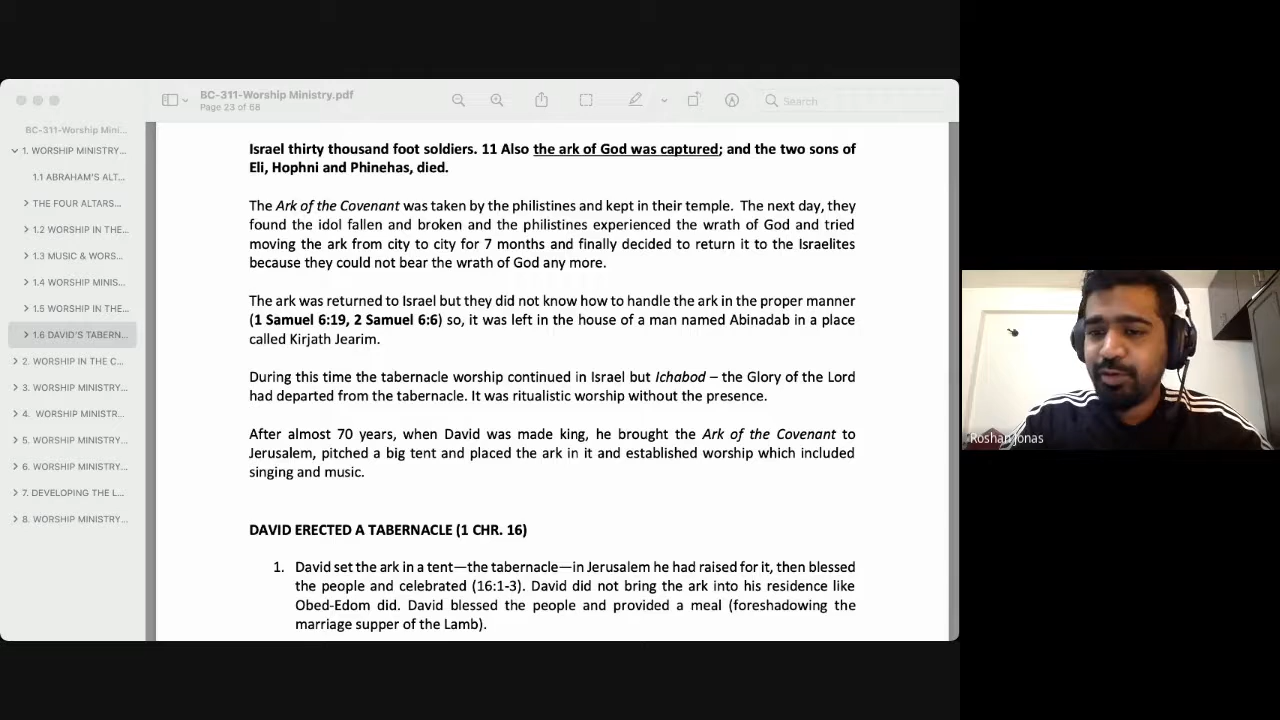 BC-311-Worship Ministry.pdf
Page 23 of 68
Search
BC-311-Worship Mini...
1. WORSHIP MINISTRY...
1.1 ABRAHAM'S ALT...
THE FOUR ALTARS...
1.2 WORSHIP IN THE...
1.3 MUSIC & WORS...
1.4 WORSHIP MINIS...
1.5 WORSHIP IN THE...
1.6 DAVID'S TABERN...
2. WORSHIP IN THE C...
3. WORSHIP MINISTRY...
4. WORSHIP MINISTR...
5. WORSHIP MINISTRY...
6. WORSHIP MINISTRY...
7. DEVELOPING THE L...
8. WORSHIP MINISTRY...
Israel thirty thousand foot soldiers. 11 Also the ark of God was captured; and the two sons of
Eli, Hophni and Phinehas, died.
The Ark of the Covenant was taken by the philistines and kept in their temple. The next day, they
found the idol fallen and broken and the philistines experienced the wrath of God and tried
moving the ark from city to city for 7 months and finally decided to return it to the Israelites
because they could not bear the wrath of God any more.
The ark was returned to Israel but they did not know how to handle the ark in the proper manner
(1 Samuel 6:19, 2 Samuel 6:6) so, it was left in the house of a man named Abinadab in a place
called Kirjath Jearim.
During this time the tabernacle worship continued in Israel but Ichabod – the Glory of the Lord
had departed from the tabernacle. It was ritualistic worship without the presence.
After almost 70 years, when David was made king, he brought the Ark of the Covenant to
Jerusalem, pitched a big tent and placed the ark in it and established worship which included
singing and music.
DAVID ERECTED A TABERNACLE (1 CHR. 16)
1. David set the ark in a tent—the tabernacle—in Jerusalem he had raised for it, then blessed
the people and celebrated (16:1-3). David did not bring the ark into his residence like
Obed-Edom did. David blessed the people and provided a meal (foreshadowing the
marriage supper of the Lamb).
Roshan Jonas